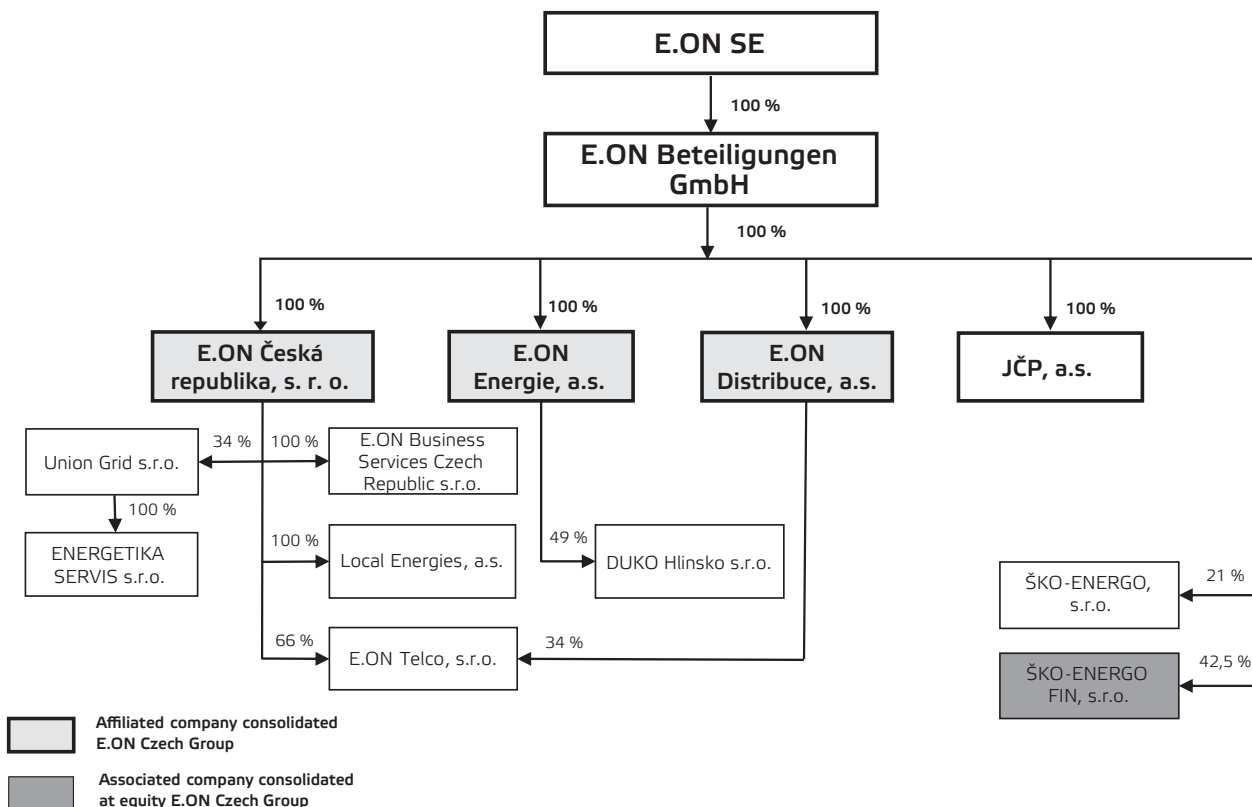 E.ON SE
100 %
E.ON Beteiligungen
GmbH
100 %
100 %
100 %
100 %
100 %
E.ON Česká
republika, s. r. o.
E.ON
Energie, a.s.
E.ON
Distribuce, a.s.
JČP, a.s.
Union Grid s.r.o.
34 %
100 %
E.ON Business
Services Czech
Republic s.r.o.
100 %
ENERGETIKA
SERVIS s.r.o.
100 %
Local Energies, a.s.
49 %
DUKO Hlinsko s.r.o.
ŠKO-ENERGO,
s.r.o.
21 %
66 %
E.ON Telco, s.r.o.
34 %
ŠKO-ENERGO
FIN, s.r.o.
42,5 %
Affiliated company consolidated
E.ON Czech Group
Associated company consolidated
at equity E.ON Czech Group